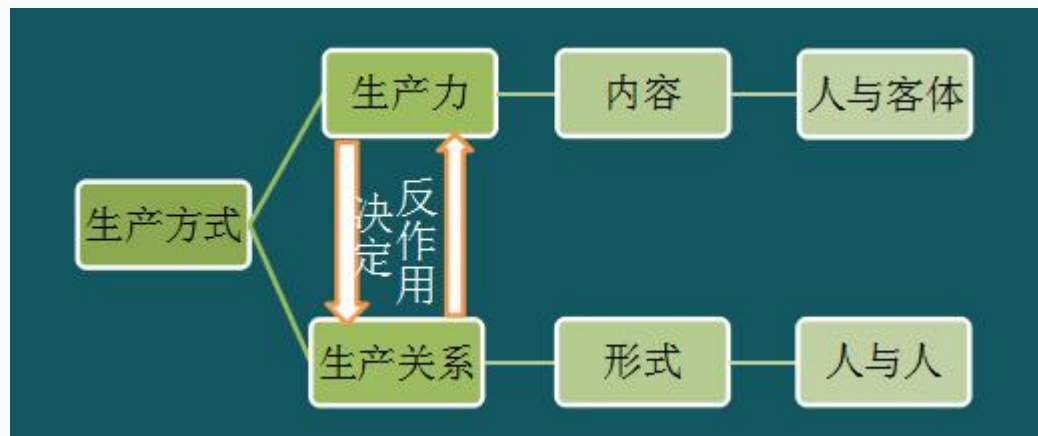 生产力
内容
人与客体
生产方式
决定
反作用
生产关系
形式
人与人